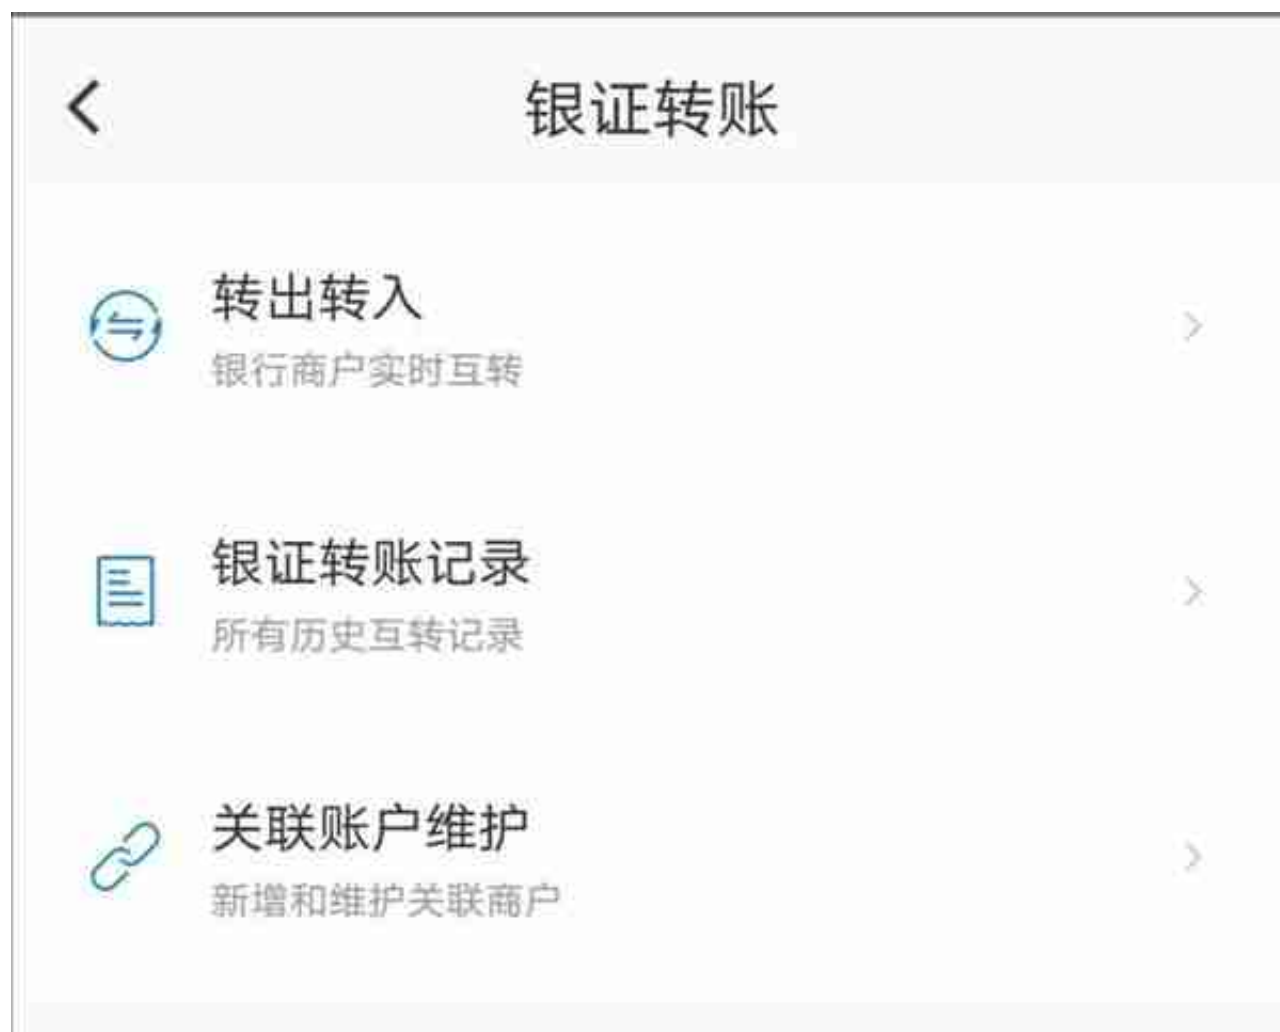 银证转账
转出转入
银行商户实时互转
银证转账记录
所有历史互转记录
关联账户维护
新增和维护关联商户